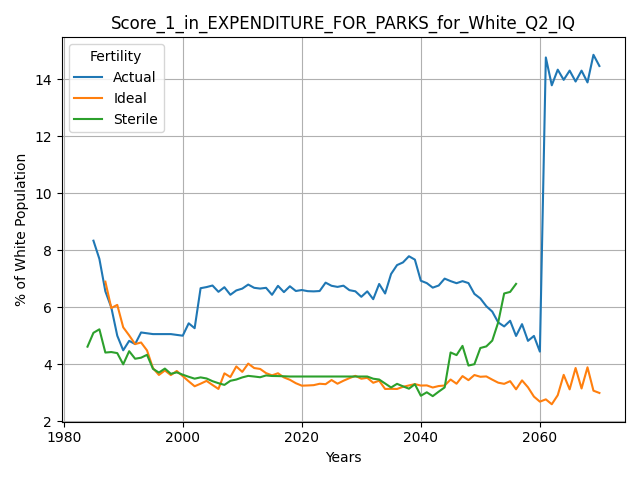 Score_1_in_EXPENDITURE_FOR_PARKS_for_White_Q2_IQ
Fertility
Actual
Ideal
Sterile
% of White Population
14
12
10
8
6
4
2
1980
2000
2020
2040
2060
Years